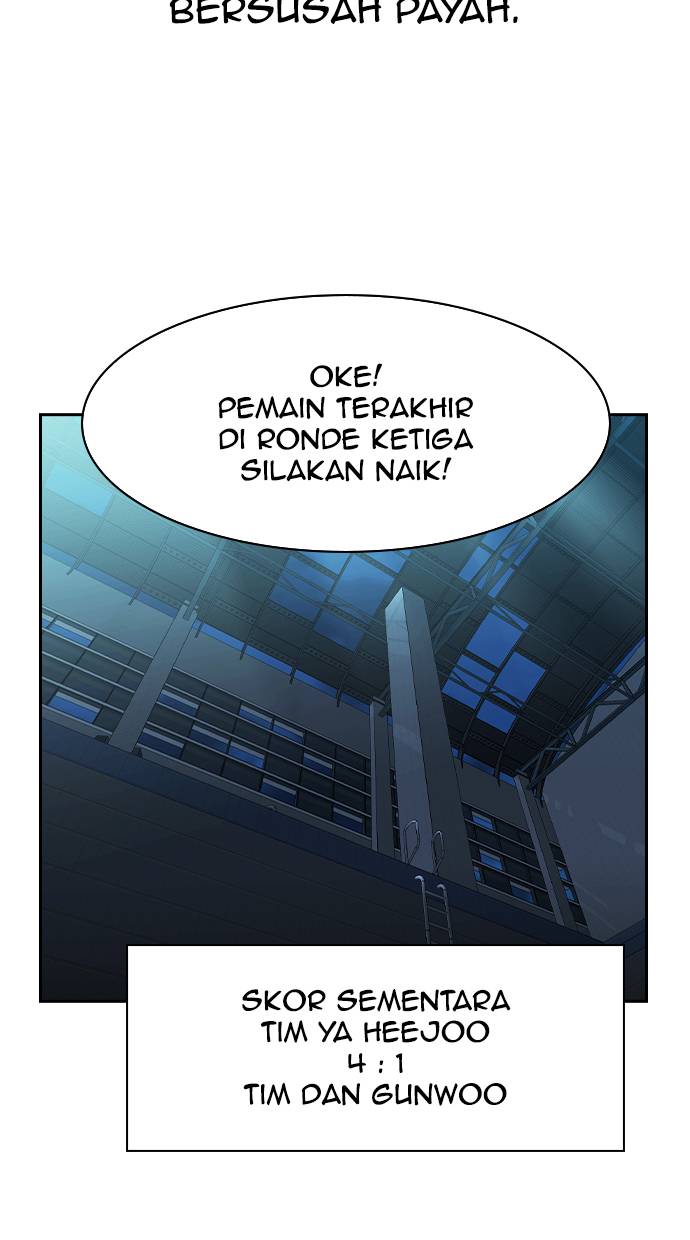 BERSUSAH PAYAH.
OKE!
PEMAIN TERAKHIR
DI RONDE KETIGA
SILAKAN NAIK!
SKOR SEMENTARA
TIM YA HEEJOO
4 : 1
TIM DAN GUNWOO